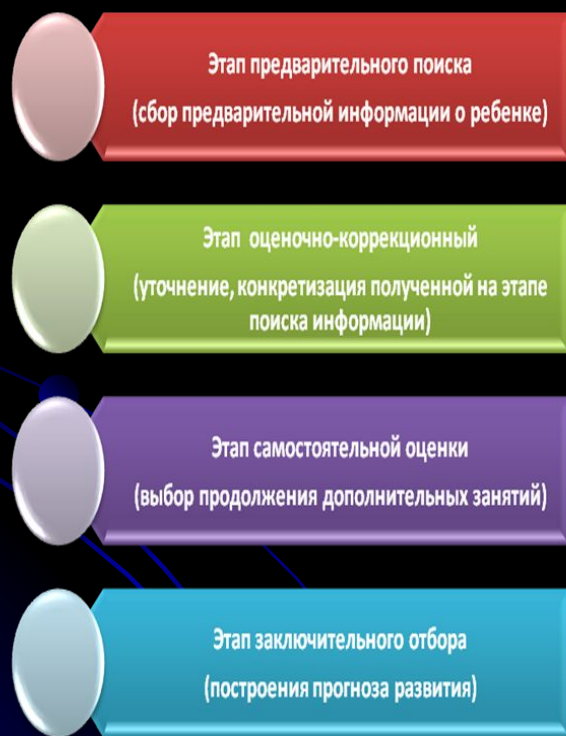 Этап предварительного поиска
(сбор предварительной информации о ребенке)
Этап оценочно-коррекционный
(уточнение, конкретизация полученной на этапе
поиска информации)
Этап самостоятельной оценки
(выбор продолжения дополнительных занятий)
Этап заключительного отбора
(построения прогноза развития)